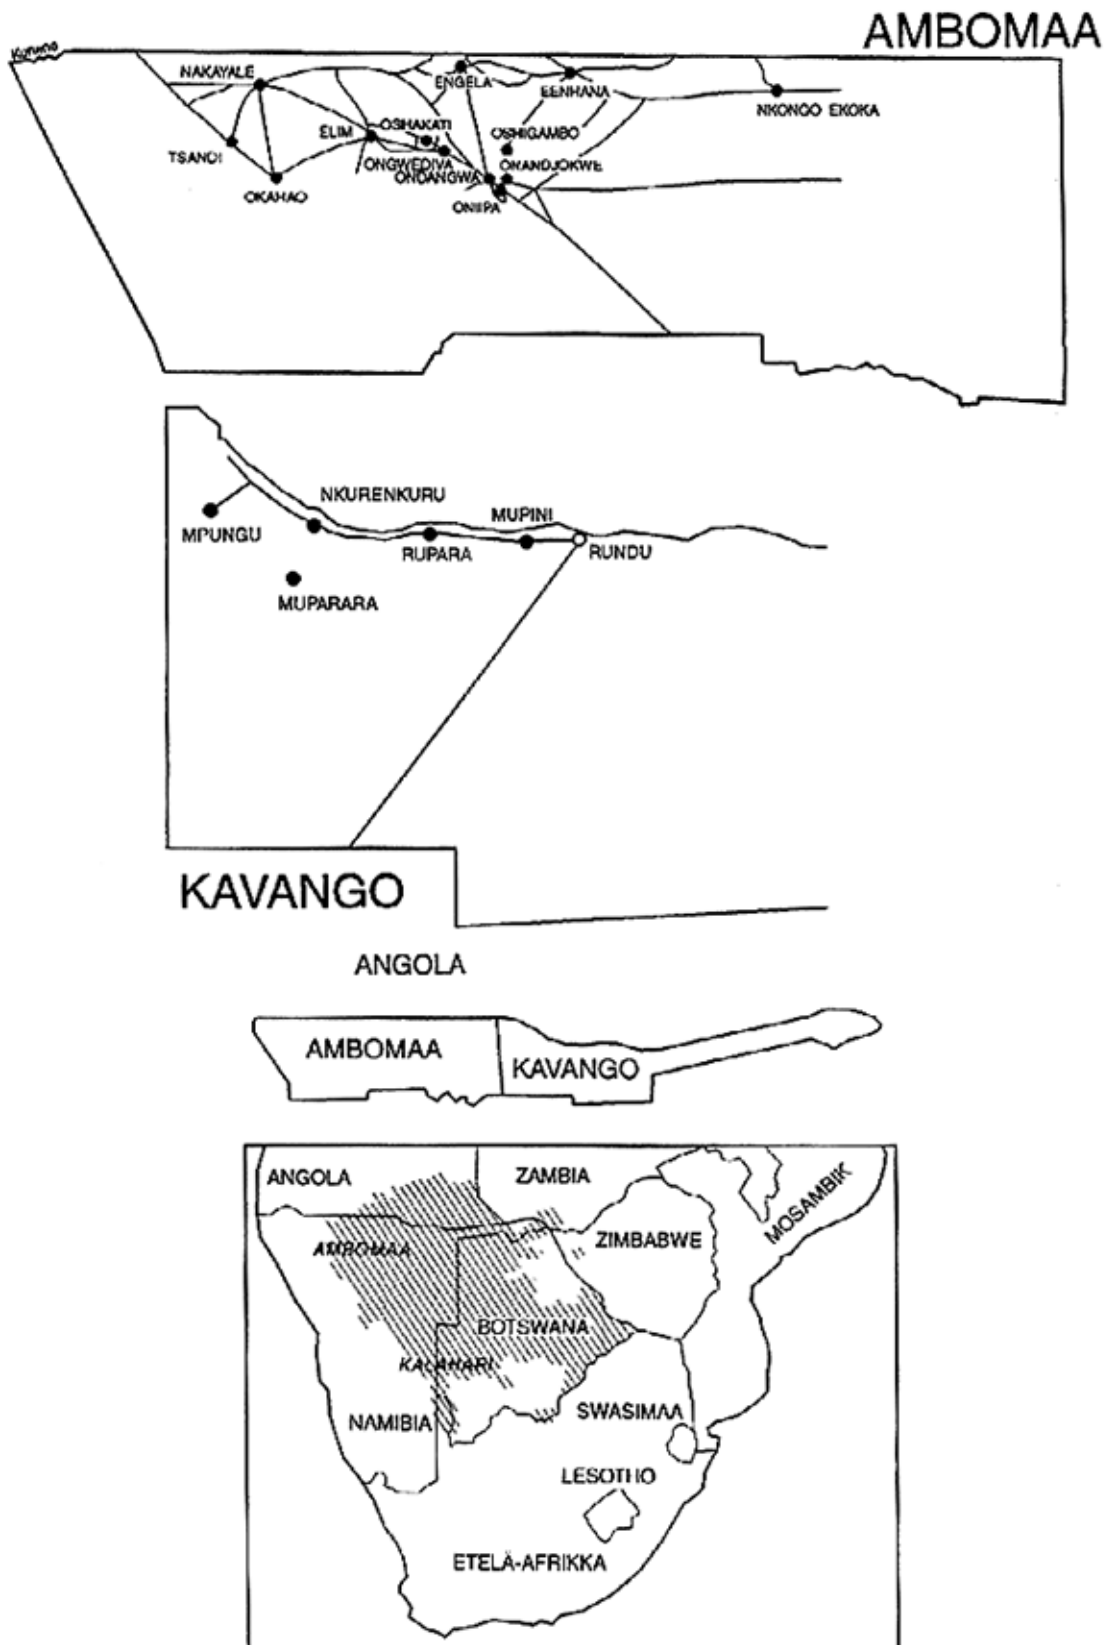 AMBOMAA
Kunene
NAKAYALE
ENGELA
EENHANA
NKONGO EKOKA
TSANDI
ELIM
OSHAKATI
OSHIGAMBO
ONGWEDIVA
ONANDJOKWE
ONDANGWA
OKAHAO
ONIIPA
NKURENKURU
MPUNGU
MUPINI
RUPARA
RUNDU
MUPARARA
KAVANGO
ANGOLA
AMBOMAA
KAVANGO
ANGOLA
ZAMBIA
MOSAMBIK
AMBOMAA
ZIMBABWE
BOTSWANA
KALAHARI
NAMIBIA
SWASIMAA
LESOTHO
ETELÄ-AFRIKKA